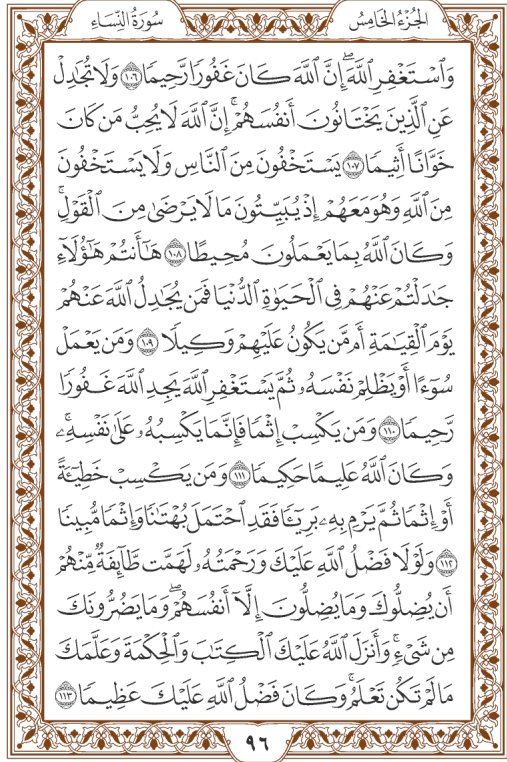 الجُزْءُ الخَامِسُ سُورَةُ النِّسَاءِ
وَٱسۡتَغۡفِرِ ٱللَّهَۖ إِنَّ ٱللَّهَ كَانَ غَفُورٗا رَّحِيمٗا ١٠٦ وَلَا تُجَٰدِلۡ
عَنِ ٱلَّذِينَ يَخۡتَانُونَ أَنفُسَهُمۡۚ إِنَّ ٱللَّهَ لَا يُحِبُّ مَن كَانَ
خَوَّانًا أَثِيمٗا ١٠٧ يَسۡتَخۡفُونَ مِنَ ٱلنَّاسِ وَلَا يَسۡتَخۡفُونَ
مِنَ ٱللَّهِ وَهُوَ مَعَهُمۡ إِذۡ يُبَيِّتُونَ مَا لَا يَرۡضَىٰ مِنَ ٱلۡقَوۡلِۚ
وَكَانَ ٱللَّهُ بِمَا يَعۡمَلُونَ مُحِيطًا ١٠٨ هَٰٓأَنتُمۡ هَٰٓؤُلَآءِ
جَٰدَلۡتُمۡ عَنۡهُمۡ فِي ٱلۡحَيَوٰةِ ٱلدُّنۡيَا فَمَن يُجَٰدِلُ ٱللَّهَ عَنۡهُمۡ
يَوۡمَ ٱلۡقِيَٰمَةِ أَم مَّن يَكُونُ عَلَيۡهِمۡ وَكِيلٗا ١٠٩ وَمَن يَعۡمَلۡ
سُوٓءًا أَوۡ يَظۡلِمۡ نَفۡسَهُۥ ثُمَّ يَسۡتَغۡفِرِ ٱللَّهَ يَجِدِ ٱللَّهَ غَفُورٗا
رَّحِيمٗا ١١٠ وَمَن يَكۡسِبۡ إِثۡمٗا فَإِنَّمَا يَكۡسِبُهُۥ عَلَىٰ نَفۡسِهِۦۚ
وَكَانَ ٱللَّهُ عَلِيمًا حَكِيمٗا ١١١ وَمَن يَكۡسِبۡ خَطِيٓـَٔةً
أَوۡ إِثۡمٗا ثُمَّ يَرۡمِ بِهِۦ بَرِيٓـٔٗا فَقَدِ ٱحۡتَمَلَ بُهۡتَٰنٗا وَإِثۡمٗا مُّبِينٗا
١١٢ وَلَوۡلَا فَضۡلُ ٱللَّهِ عَلَيۡكَ وَرَحۡمَتُهُۥ لَهَمَّت طَّآئِفَةٞ مِّنۡهُمۡ
أَن يُضِلُّوكَ وَمَا يُضِلُّونَ إِلَّآ أَنفُسَهُمۡۖ وَمَا يَضُرُّونَكَ
مِن شَيۡءٖۚ وَأَنزَلَ ٱللَّهُ عَلَيۡكَ ٱلۡكِتَٰبَ وَٱلۡحِكۡمَةَ وَعَلَّمَكَ
مَا لَمۡ تَكُن تَعۡلَمُۚ وَكَانَ فَضۡلُ ٱللَّهِ عَلَيۡكَ عَظِيمٗا ١١٣
٩٦